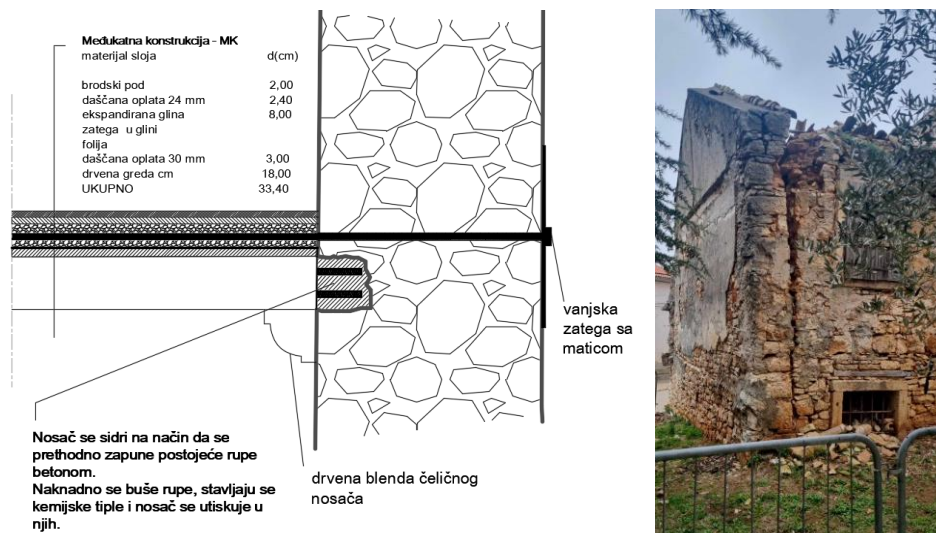 Međukatna konstrukcija - MK
materijal sloja d(cm)
brodski pod 2,00
daščana oplata 24 mm 2,40
ekspandirana glina 8,00
zatega u glini
folija
daščana oplata 30 mm 3,00
drvena greda cm 18,00
UKUPNO 33,40
vanjska
zatega sa
maticom
Nosač se sidri na način da se
prethodno zapune postojeće rupe
betonom.
Naknadno se buše rupe, stavljaju se
kemijske tiple i nosač se utiskuje u
njih.
drvena blenda čeličnog
nosača